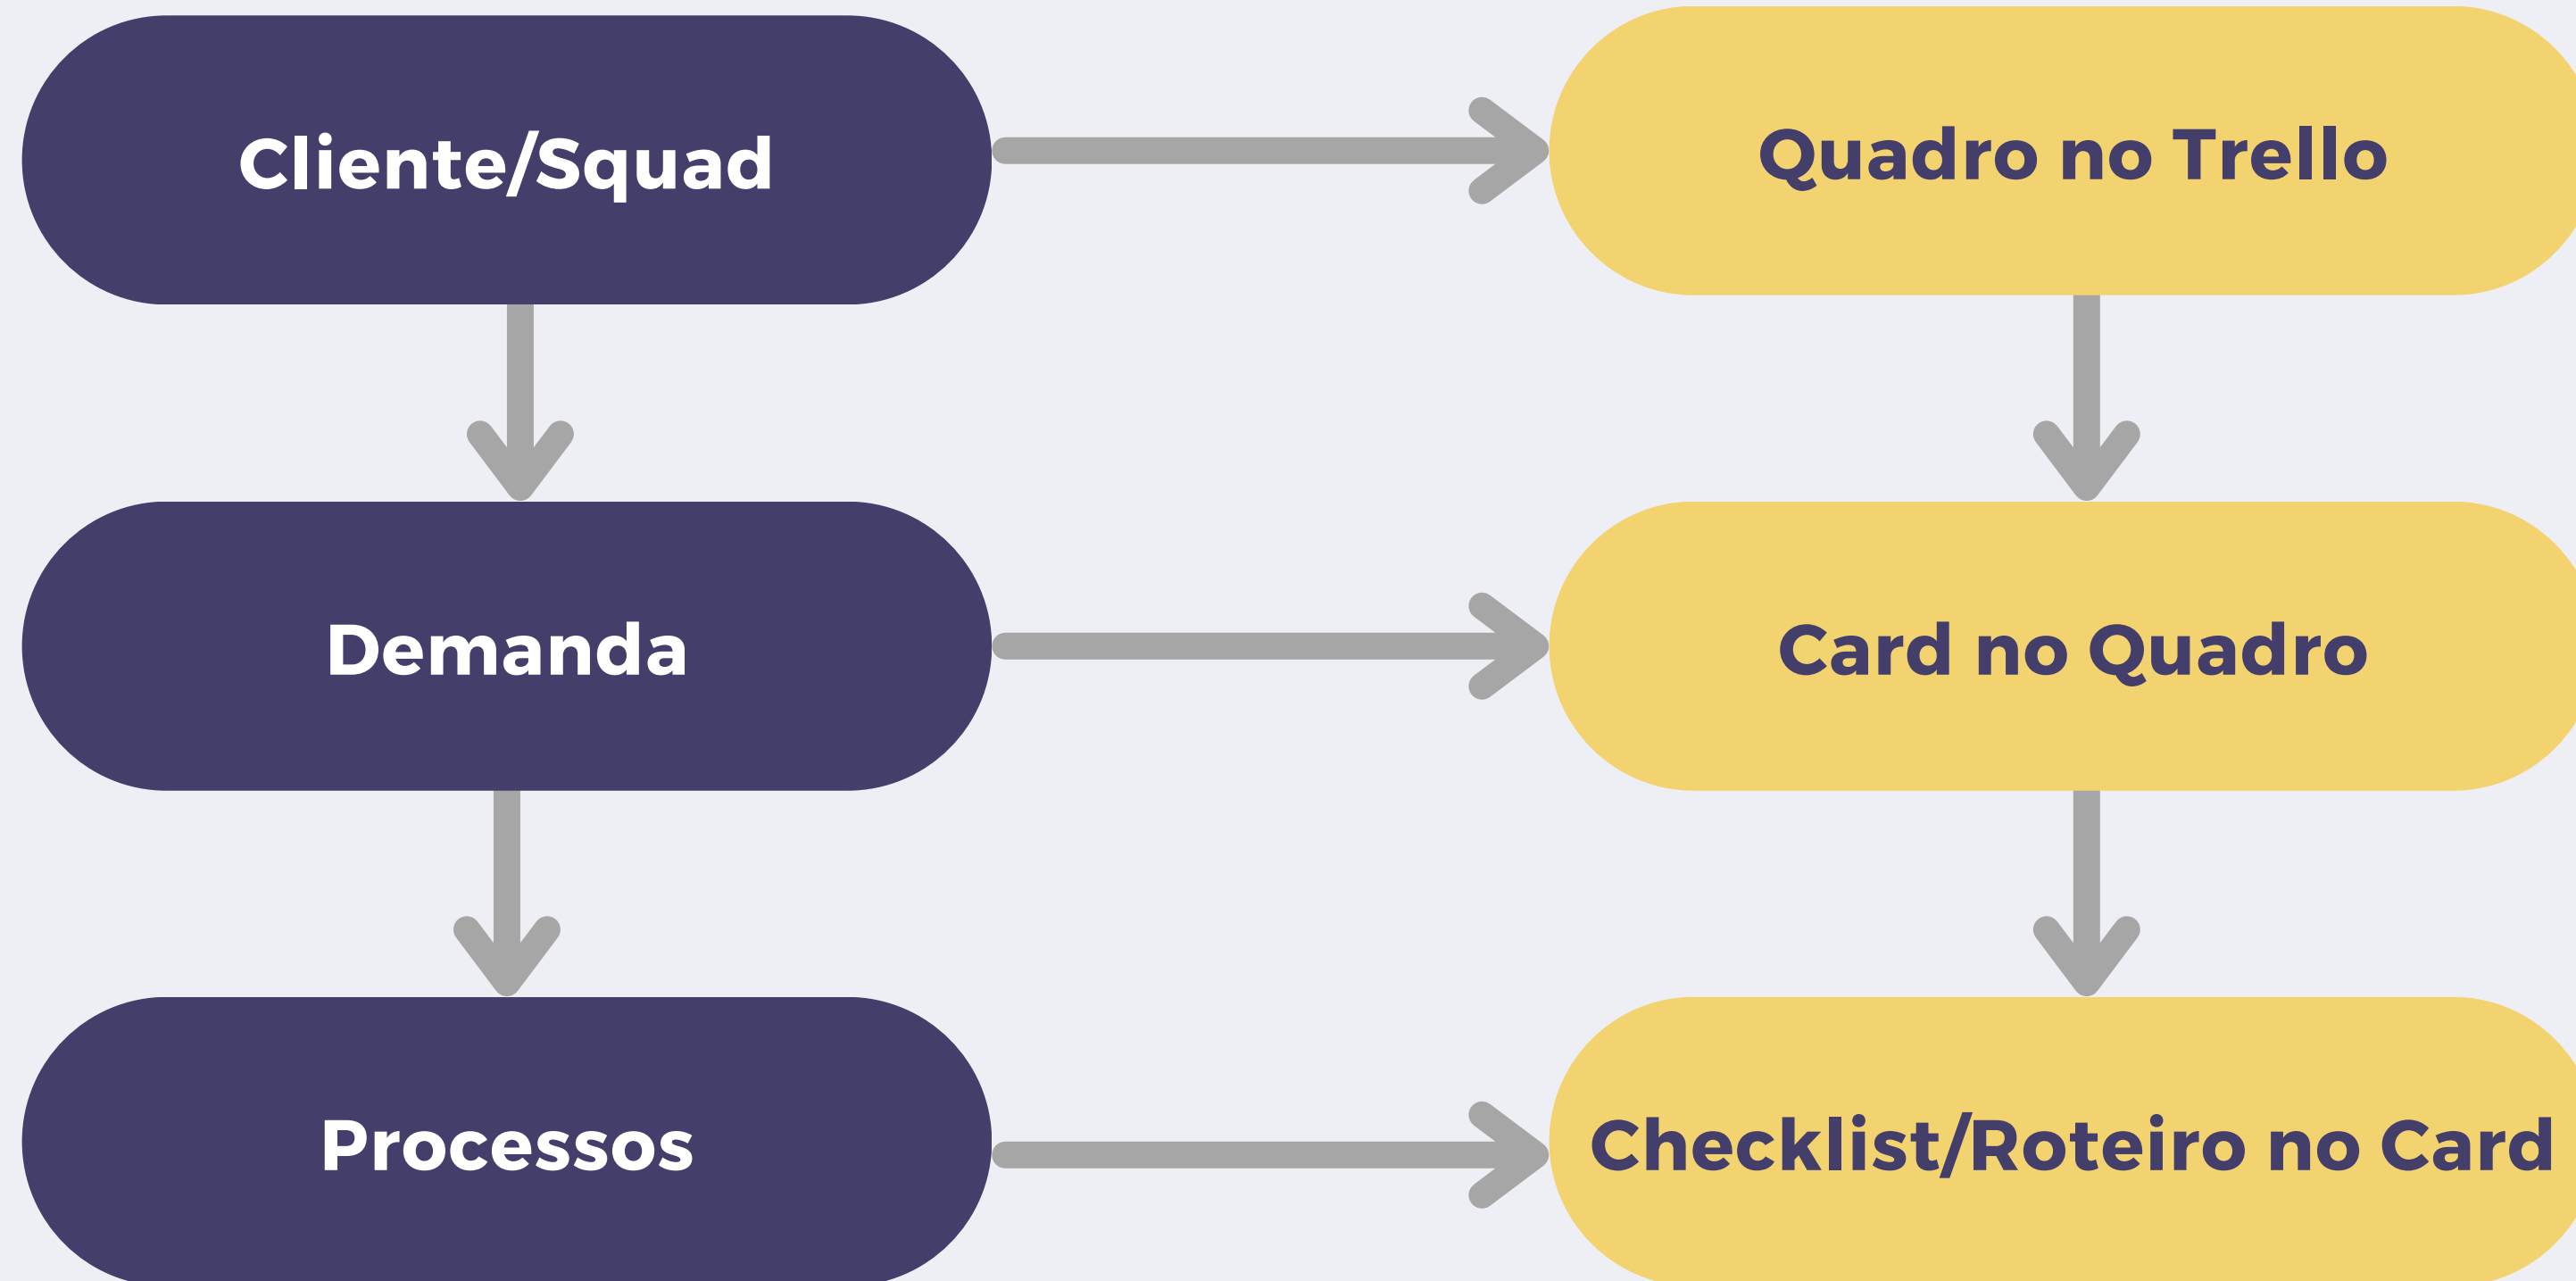 Cliente/Squad
Quadro no Trello
Demanda
Card no Quadro
Processos
Checklist/Roteiro no Card